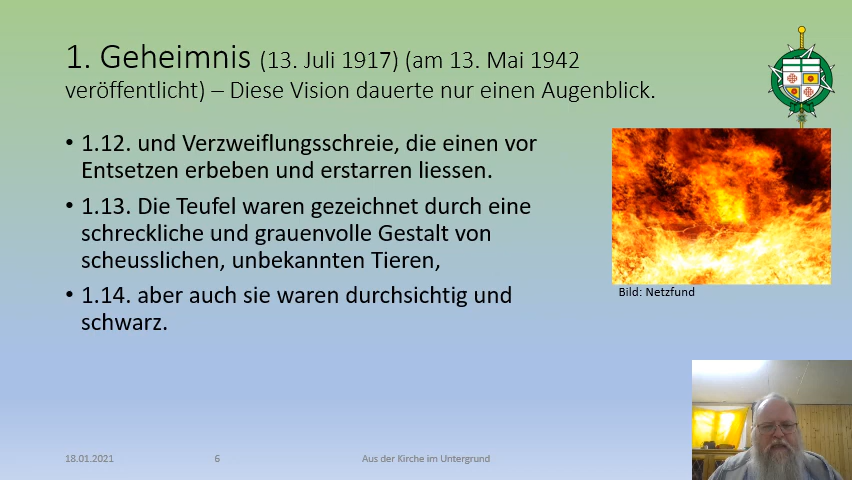 1. Geheimnis (13. Juli 1917) (am 13. Mai 1942
veröffentlicht) – Diese Vision dauerte nur einen Augenblick.
• 1.12. und Verzweiflungsschreie, die einen vor
Entsetzen erbeben und erstarren liessen.
• 1.13. Die Teufel waren gezeichnet durch eine
schreckliche und grauenvolle Gestalt von
scheusslichen, unbekannten Tieren,
• 1.14. aber auch sie waren durchsichtig und
schwarz.
Bild: Netzfund
18.01.2021
6
Aus der Kirche im Untergrund